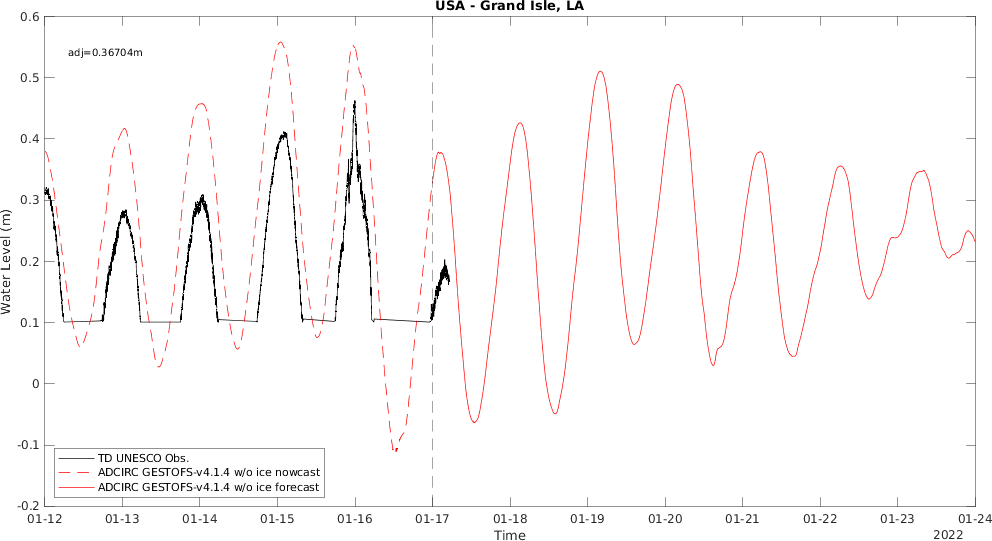 USA - Grand Isle, LA
adj=0.36704m
Water Level (m)
0.6
0.5
0.4
0.3
0.2
0.1
0
-0.1
-0.2
TD UNESCO Obs.
ADCIRC GESTOFS-v4.1.4 w/o ice nowcast
ADCIRC GESTOFS-v4.1.4 w/o ice forecast
01-12 01-13 01-14 01-15 01-16 01-17 01-18 01-19 01-20 01-21 01-22 01-23 01-24
Time
2022